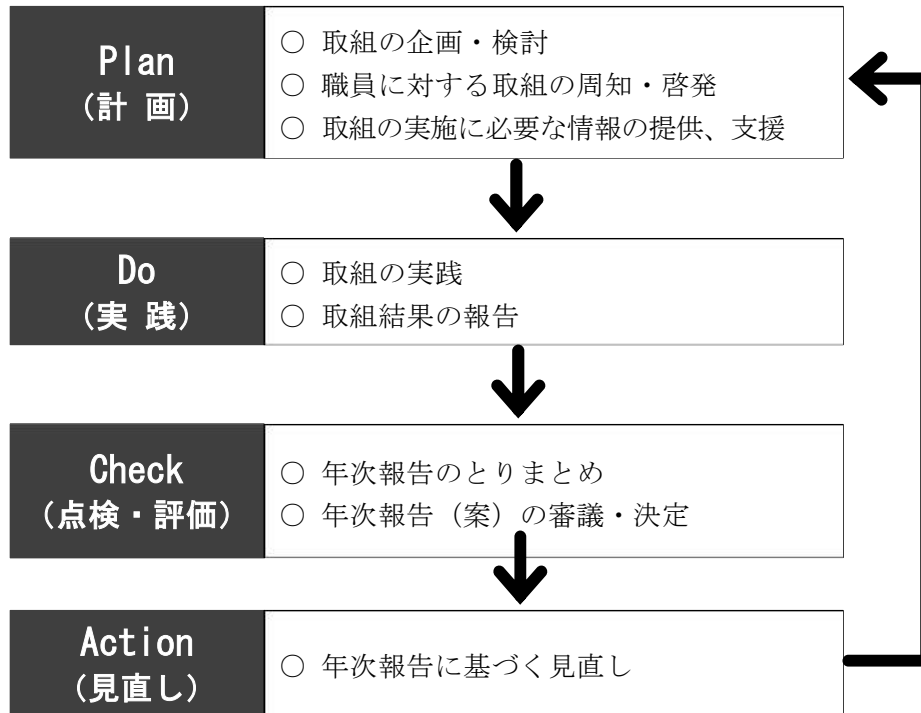 Plan
（計 画）
○ 取組の企画・検討
○ 職員に対する取組の周知・啓発
○ 取組の実施に必要な情報の提供、支援
Do
（実 践）
○ 取組の実践
○ 取組結果の報告
Check
（点検・評価）
○ 年次報告のとりまとめ
○ 年次報告（案）の審議・決定
Action
（見直し）
○ 年次報告に基づく見直し